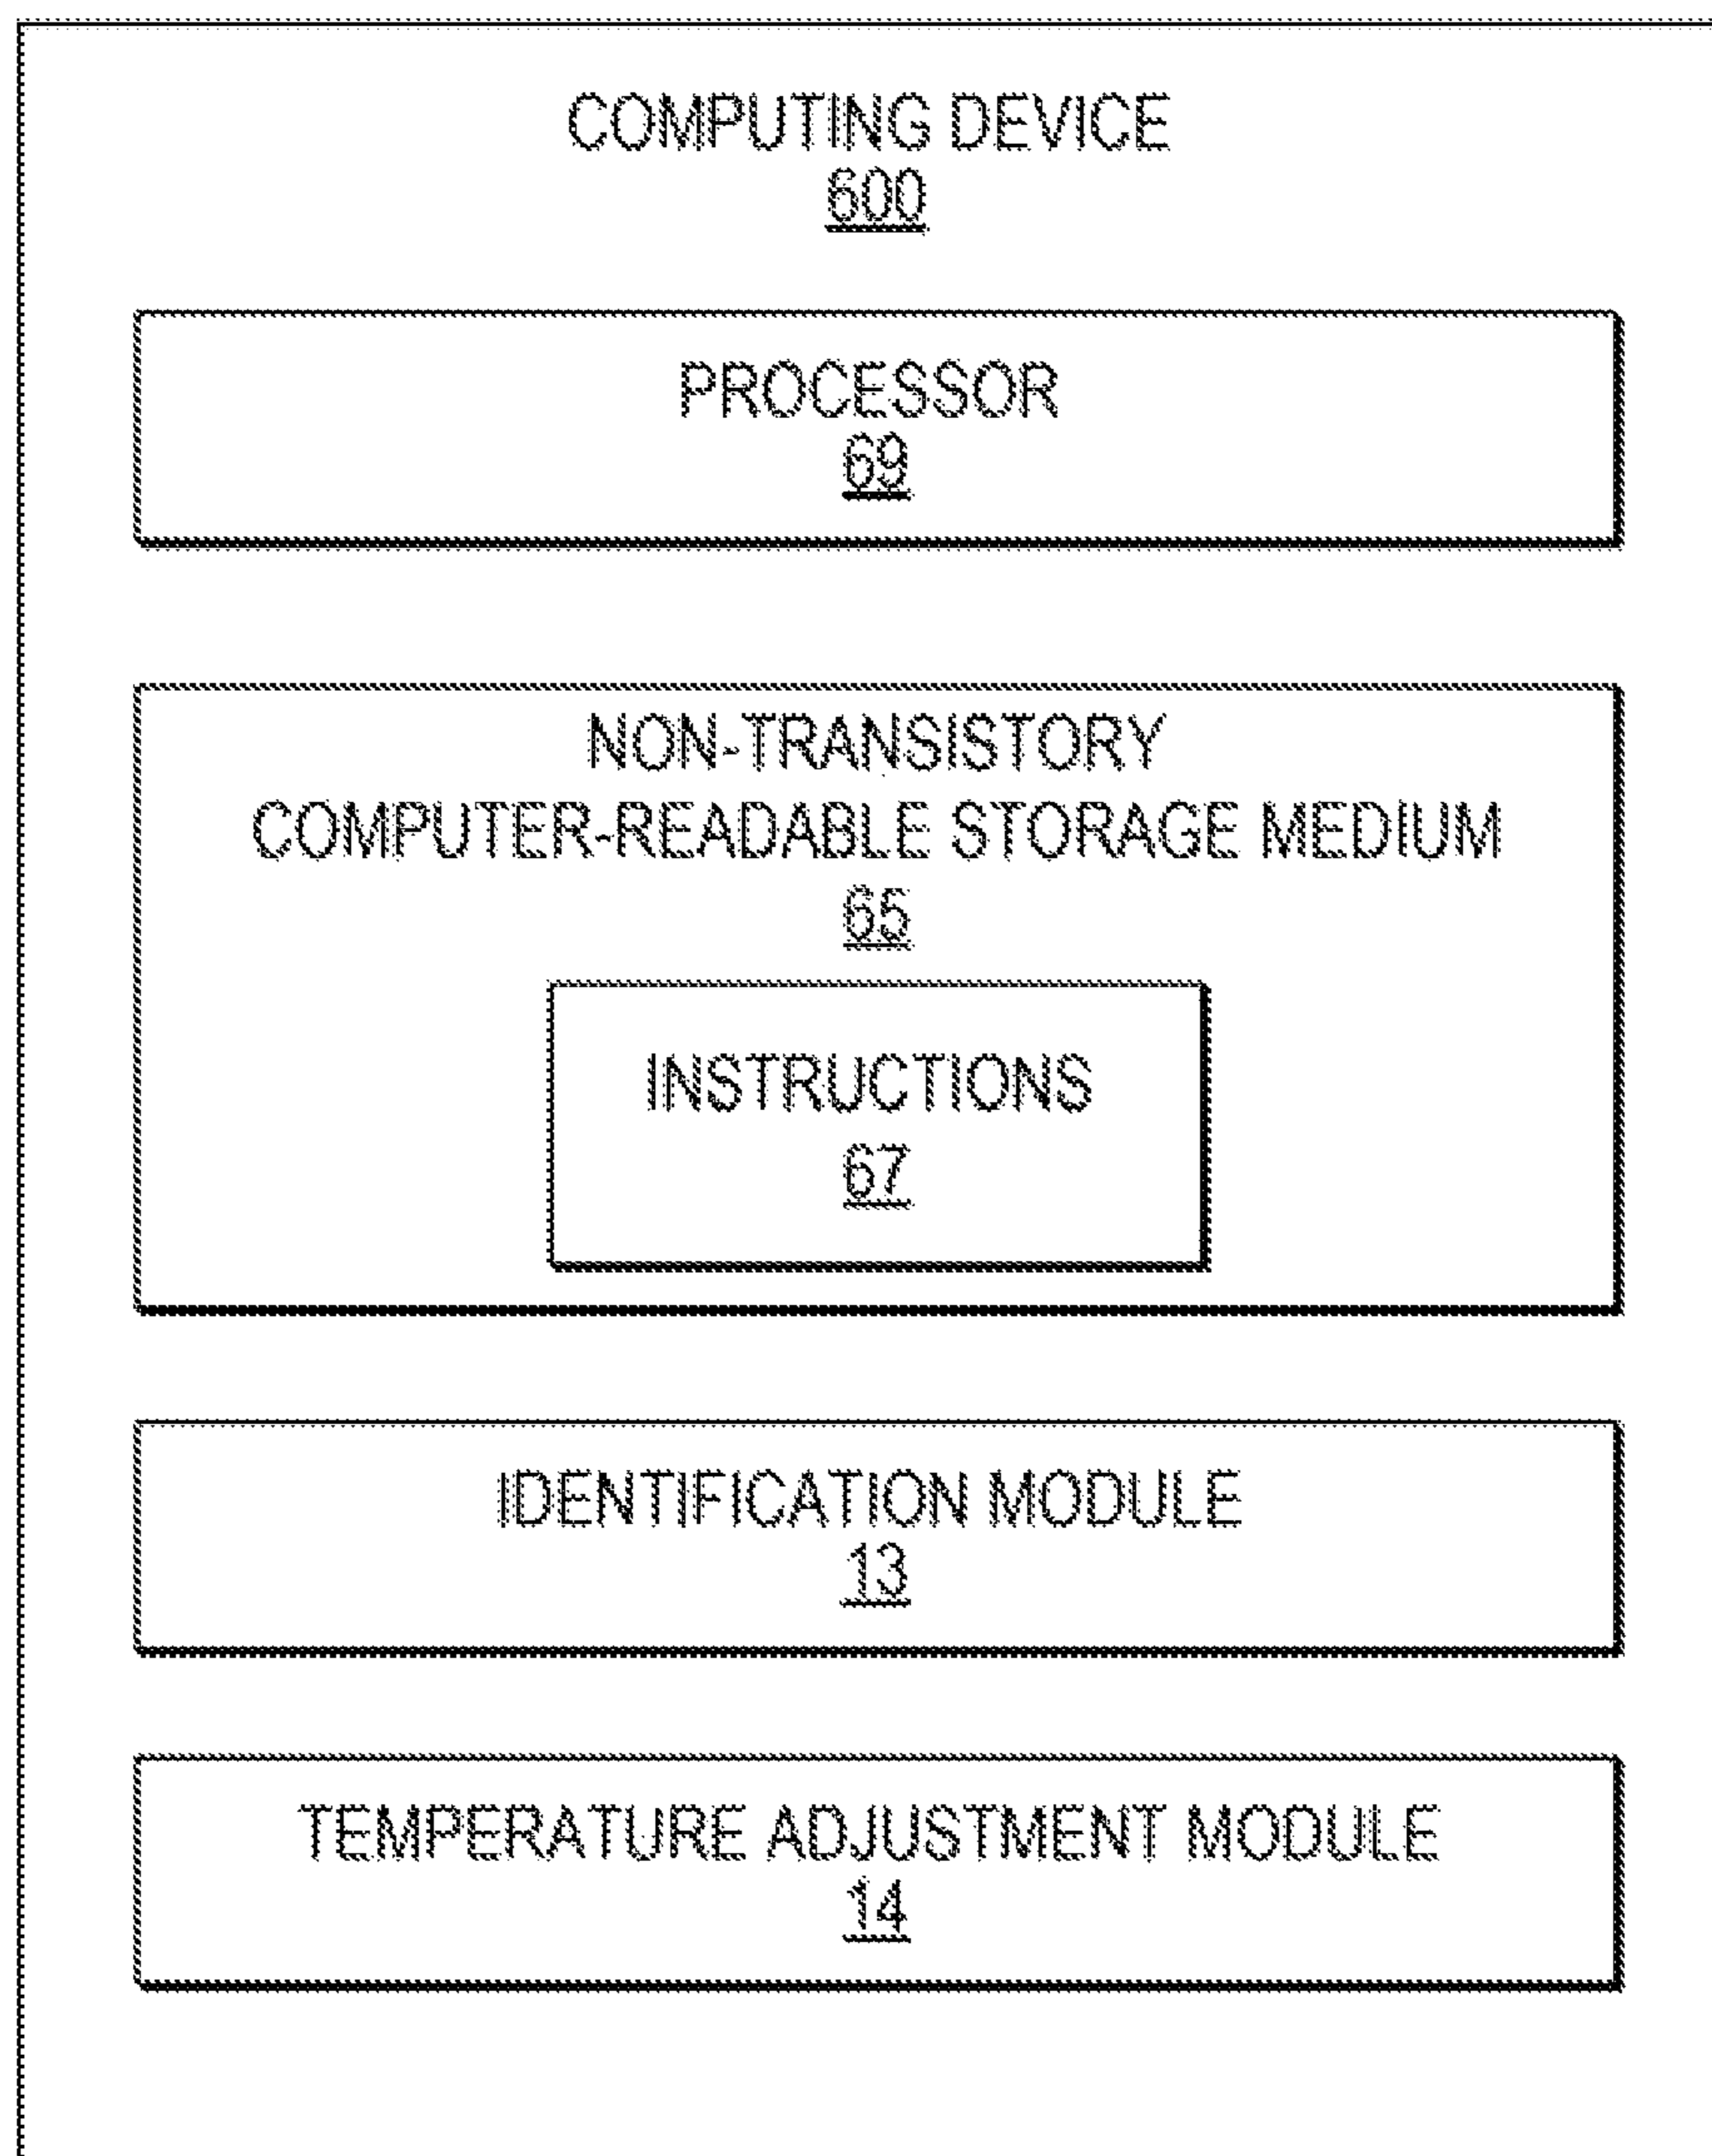 COMPUTING DEVICE
600
PROCESSOR
69
NON-TRANSISTORY
COMPUTER-READABLE STORAGE MEDIUM
65
INSTRUCTIONS
67
IDENTIFICATION MODULE
13
TEMPERATURE ADJUSTMENT MODULE
14